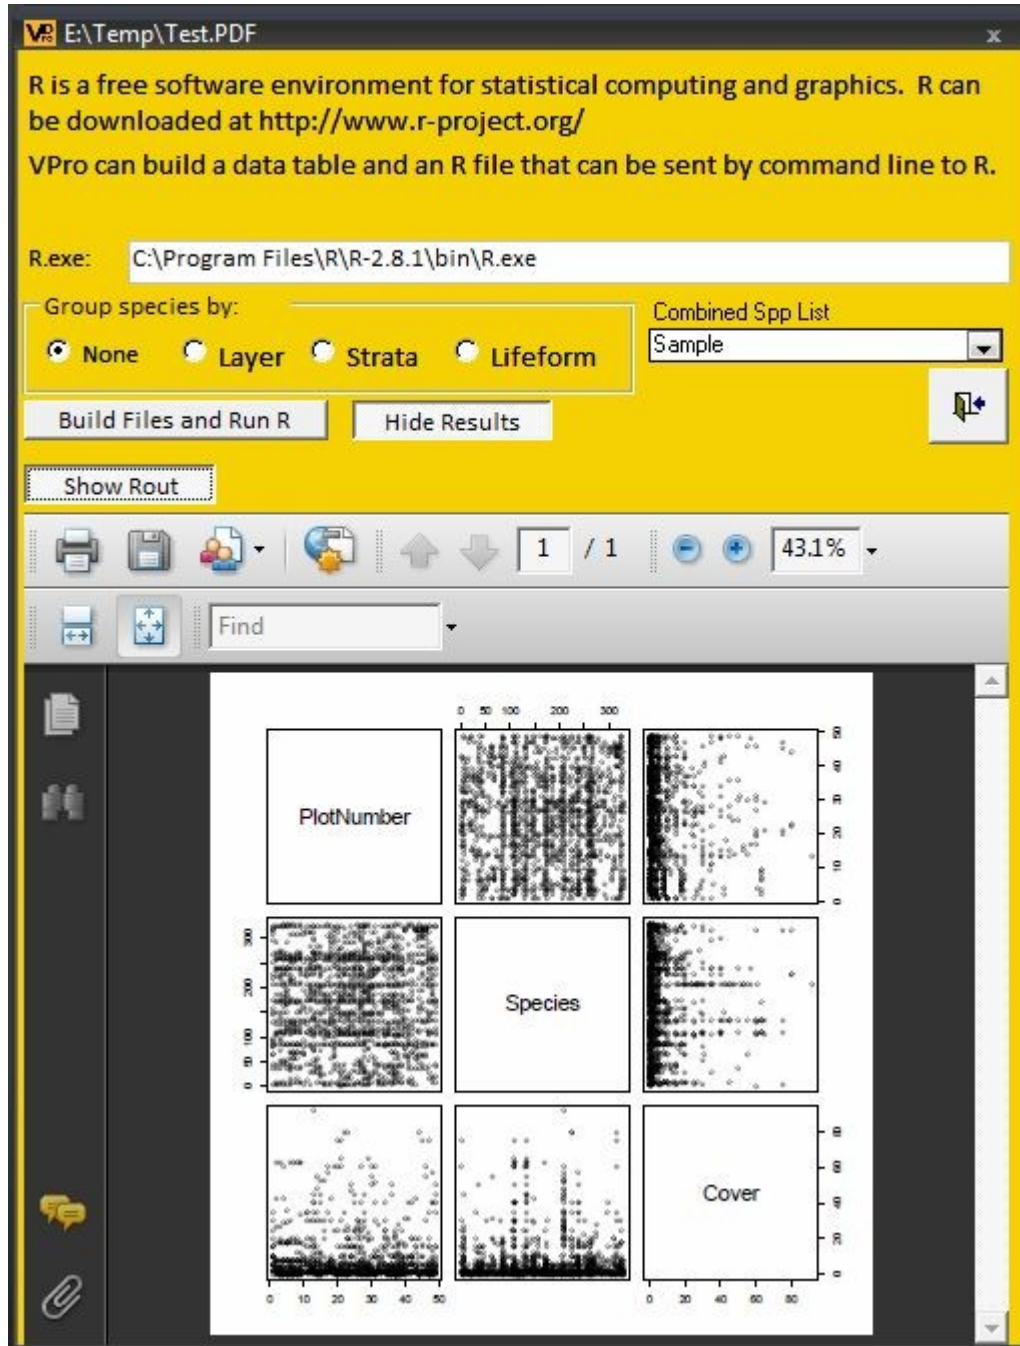 VPro E:\Temp\Test.PDF x
R is a free software environment for statistical computing and graphics. R can
be downloaded at http://www.r-project.org/
VPro can build a data table and an R file that can be sent by command line to R.
R.exe: C:\Program Files\R\R-2.8.1\bin\R.exe
Group species by: Combined Spp List
None Layer Strata Lifeform Sample
Build Files and Run R Hide Results
Show Rout
1 / 1 43.1%
Find
0 50 100 200 300
PlotNumber
Species
Cover
0 10 20 30 40 50 0 20 40 60 80